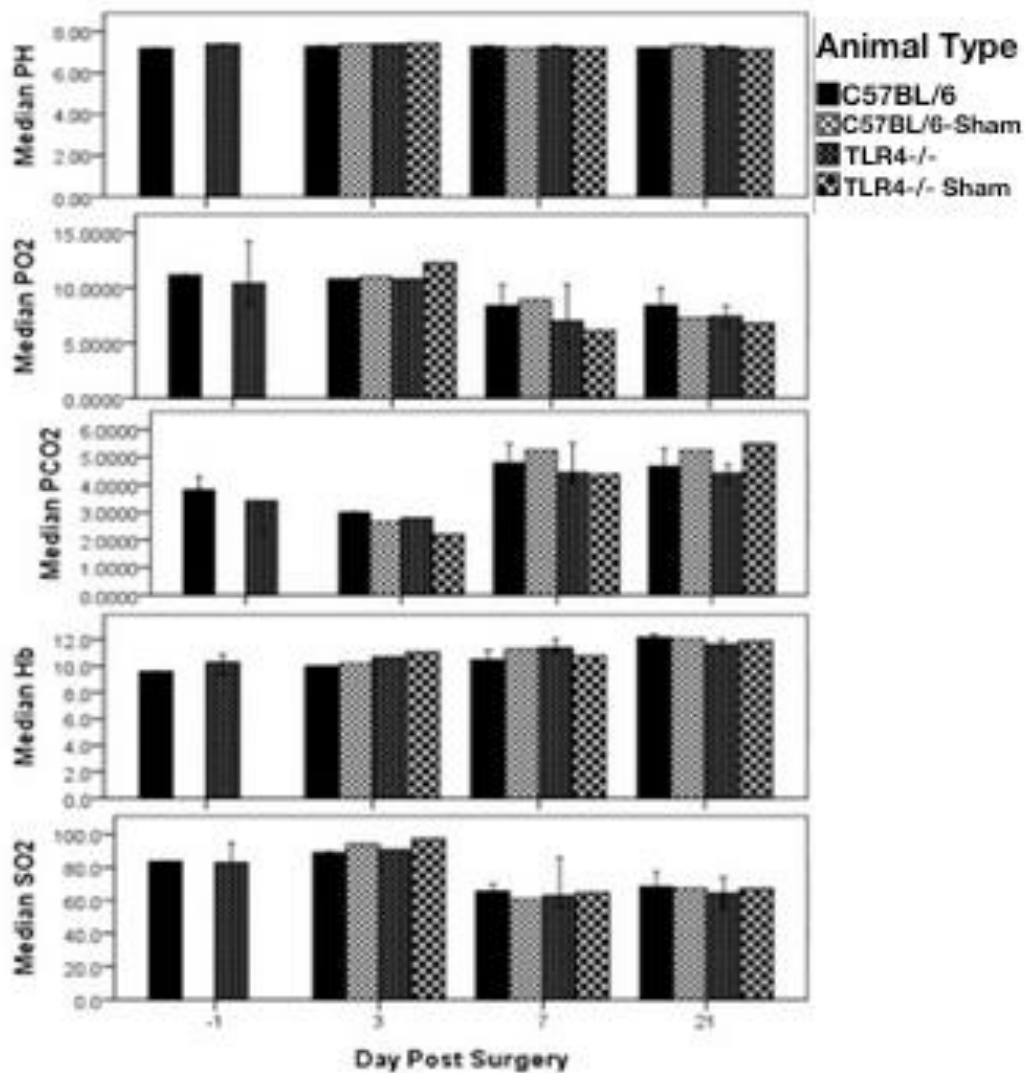 Animal Type
C57BL/6
C57BL/6-Sham
TLR4-/-
TLR4-/- Sham
Median PH
8.00
6.00
4.00
2.00
0.00
Median PO2
15.0000
10.0000
5.0000
0.0000
Median PCO2
6.0000
5.0000
4.0000
3.0000
2.0000
1.0000
0.0000
Median Hb
12.0
10.0
8.0
6.0
4.0
2.0
0.0
Median SO2
100.0
80.0
60.0
40.0
20.0
0.0
-1 3 7 21
Day Post Surgery